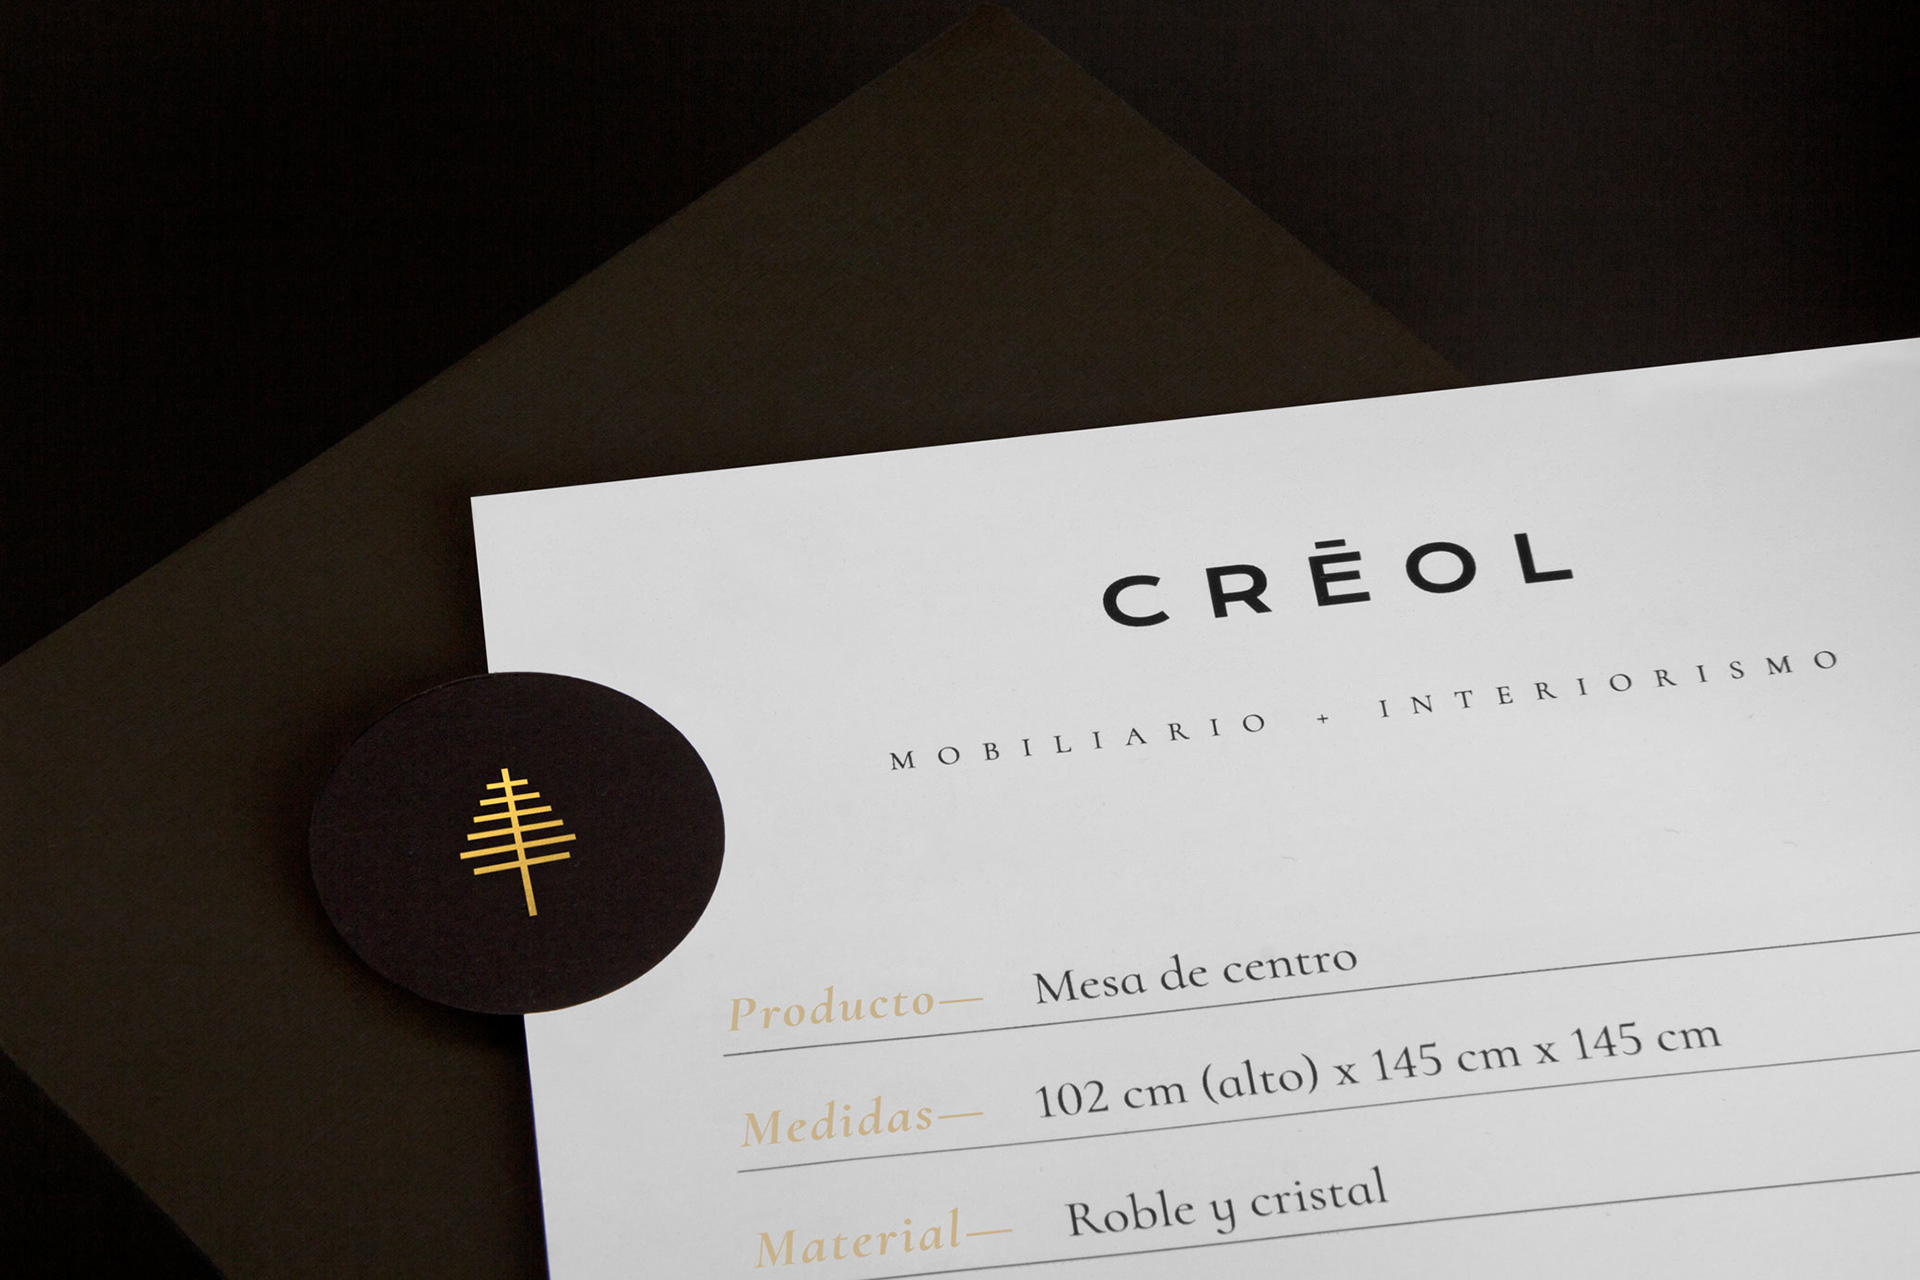 CRĒOL
MOBILIARIO + INTERIORISMO
Producto— Mesa de centro
Medidas— 102 cm (alto) x 145 cm x 145 cm
Material— Roble y cristal